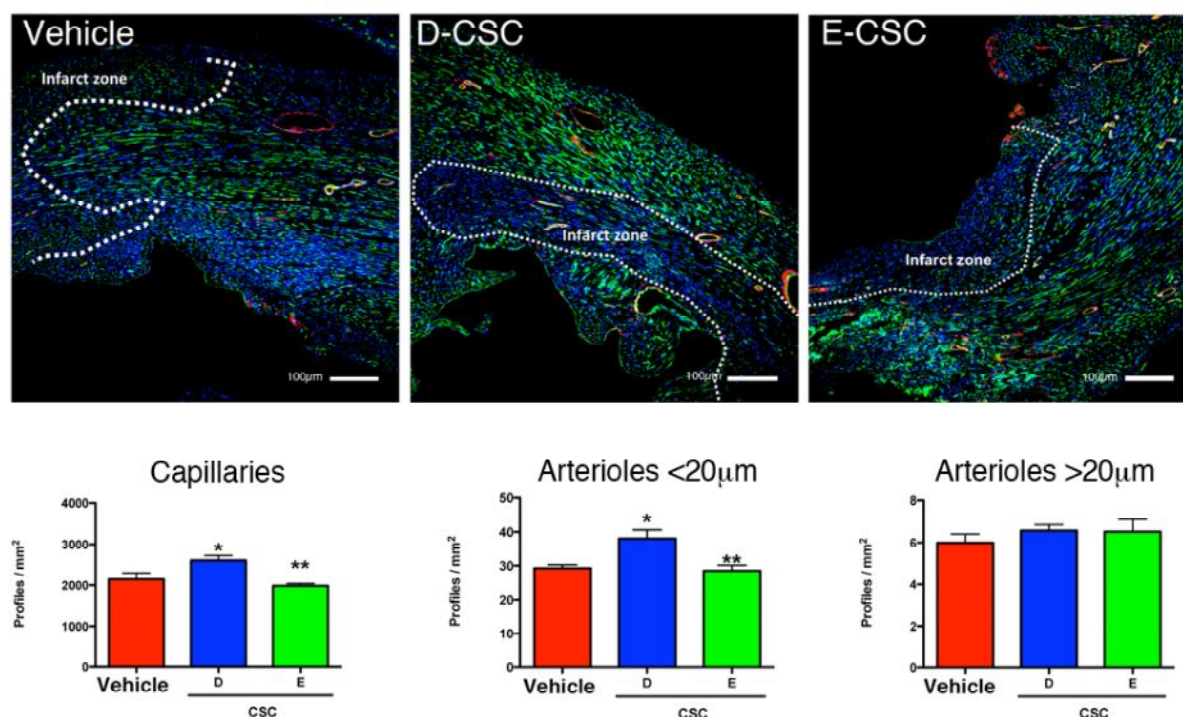 Vehicle
Infarct zone
100µm
D-CSC
Infarct zone
100µm
E-CSC
Infarct zone
100µm
Capillaries
Profiles / mm²
4000
3000
2000
1000
0
*
**
Vehicle
D
E
CSC
Arterioles <20µm
Profiles / mm²
50
40
30
20
10
0
*
**
Vehicle
D
E
CSC
Arterioles >20µm
Profiles / mm²
8
6
4
2
0
Vehicle
D
E
CSC